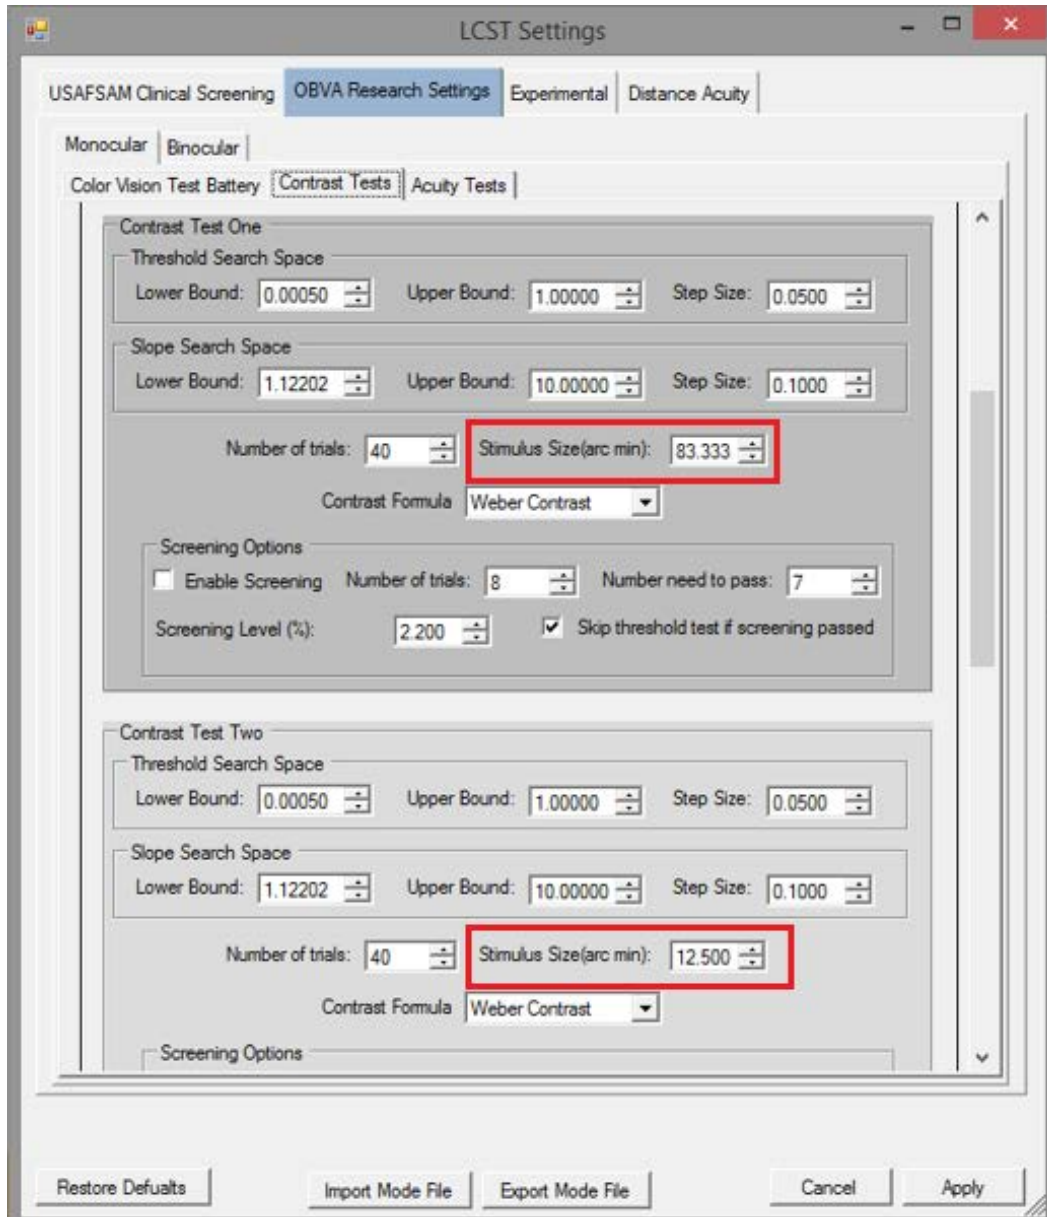 LCST Settings
USAFSAM Clinical Screening OBVA Research Settings Experimental Distance Acuity
Monocular Binocular
Color Vision Test Battery Contrast Tests Acuity Tests
Contrast Test One
Threshold Search Space
Lower Bound: 0.00050 Upper Bound: 1.00000 Step Size: 0.0500
Slope Search Space
Lower Bound: 1.12202 Upper Bound: 10.00000 Step Size: 0.1000
Number of trials: 40 Stimulus Size(arc min): 83.333
Contrast Formula Weber Contrast
Screening Options
Enable Screening Number of trials: 8 Number need to pass: 7
Screening Level (%): 2.200 Skip threshold test if screening passed
Contrast Test Two
Threshold Search Space
Lower Bound: 0.00050 Upper Bound: 1.00000 Step Size: 0.0500
Slope Search Space
Lower Bound: 1.12202 Upper Bound: 10.00000 Step Size: 0.1000
Number of trials: 40 Stimulus Size(arc min): 12.500
Contrast Formula Weber Contrast
Screening Options
Restore Defualts Import Mode File Export Mode File Cancel Apply